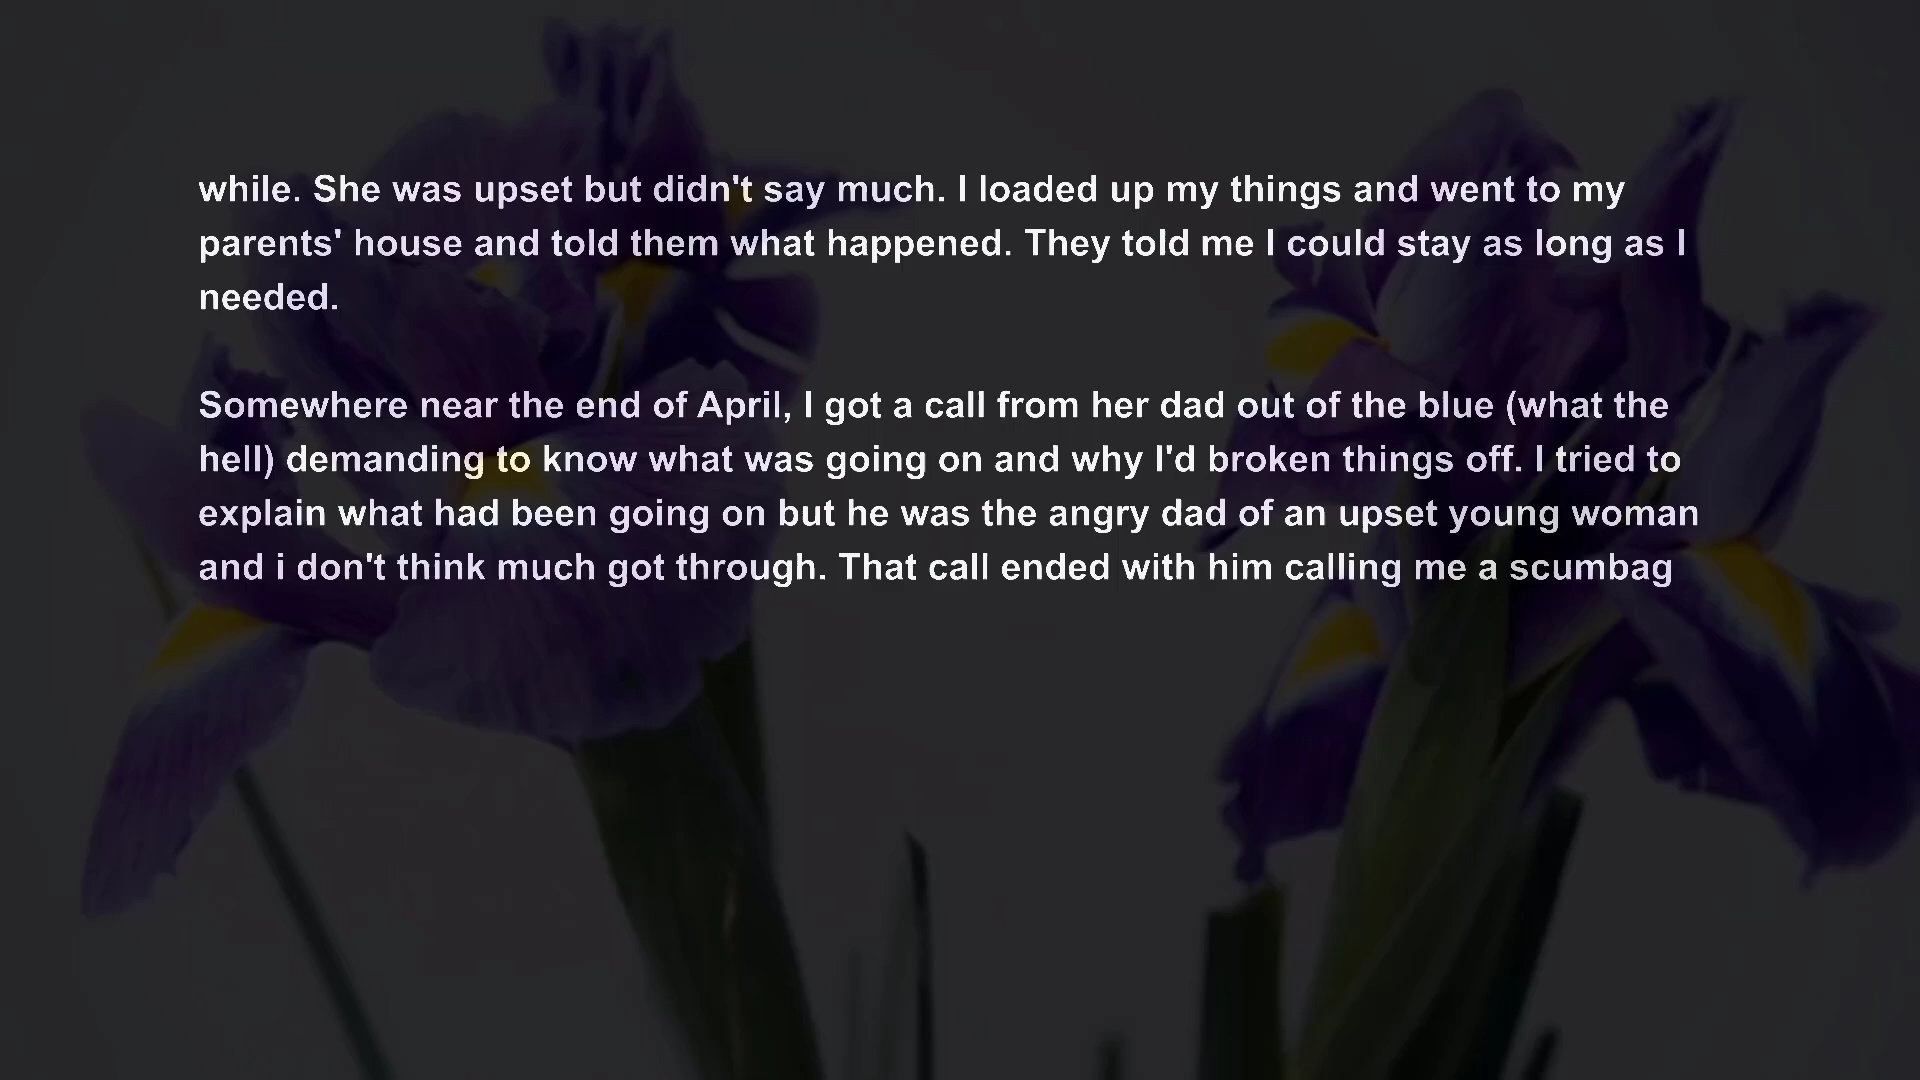 while. She was upset but didn't say much. I loaded up my things and went to my
parents' house and told them what happened. They told me I could stay as long as I
needed.
Somewhere near the end of April, I got a call from her dad out of the blue (what the
hell) demanding to know what was going on and why I'd broken things off. I tried to
explain what had been going on but he was the angry dad of an upset young woman
and i don't think much got through. That call ended with him calling me a scumbag